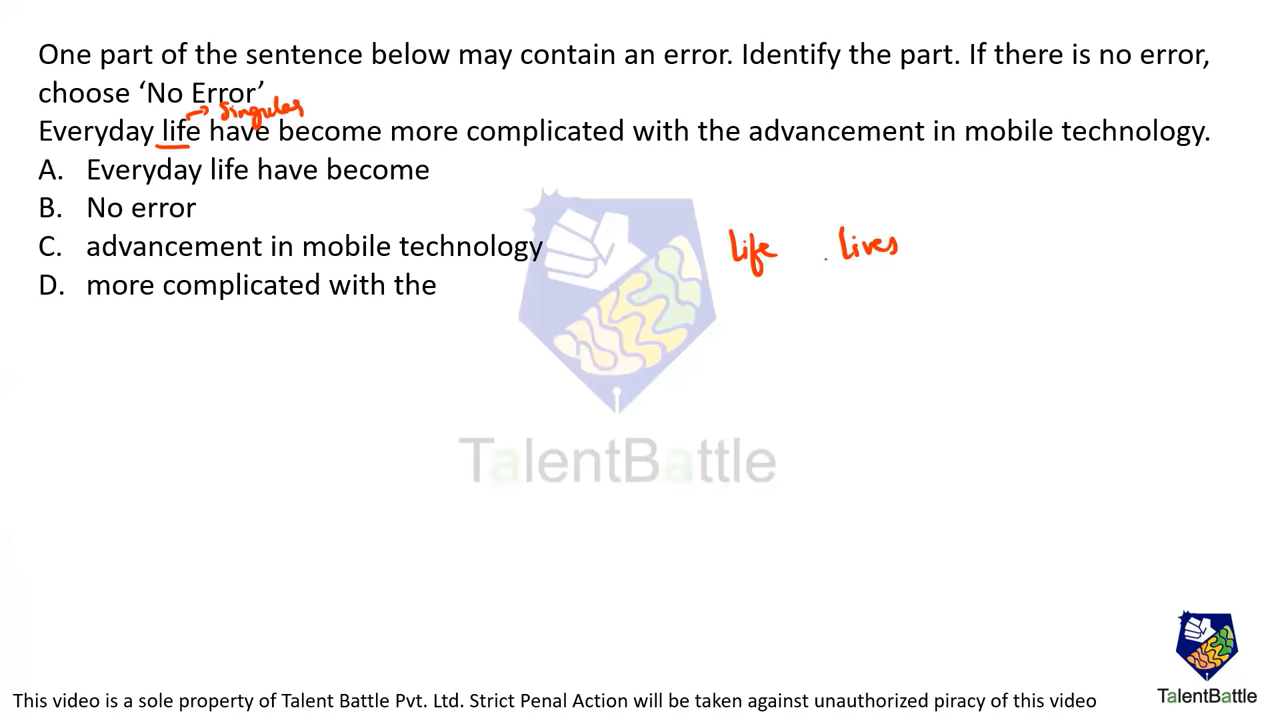 One part of the sentence below may contain an error. Identify the part. If there is no error,
choose ‘No Error’
singular
Everyday life have become more complicated with the advancement in mobile technology.
A. Everyday life have become
B. No error
C. advancement in mobile technology
life lives
D. more complicated with the
TalentBattle
TalentBattle
This video is a sole property of Talent Battle Pvt. Ltd. Strict Penal Action will be taken against unauthorized piracy of this video